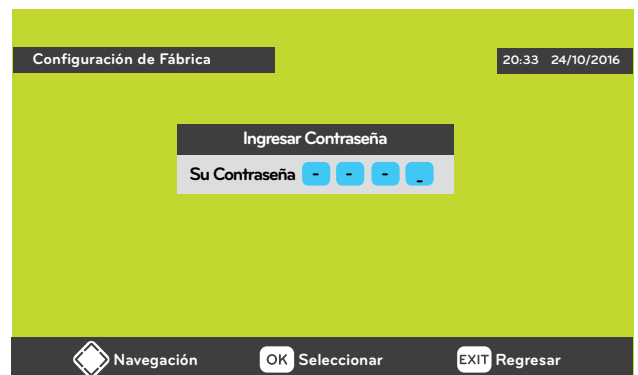 Configuración de Fábrica
20:33 24/10/2016
Ingresar Contraseña
Su Contraseña - - - _
Navegación OK Seleccionar EXIT Regresar